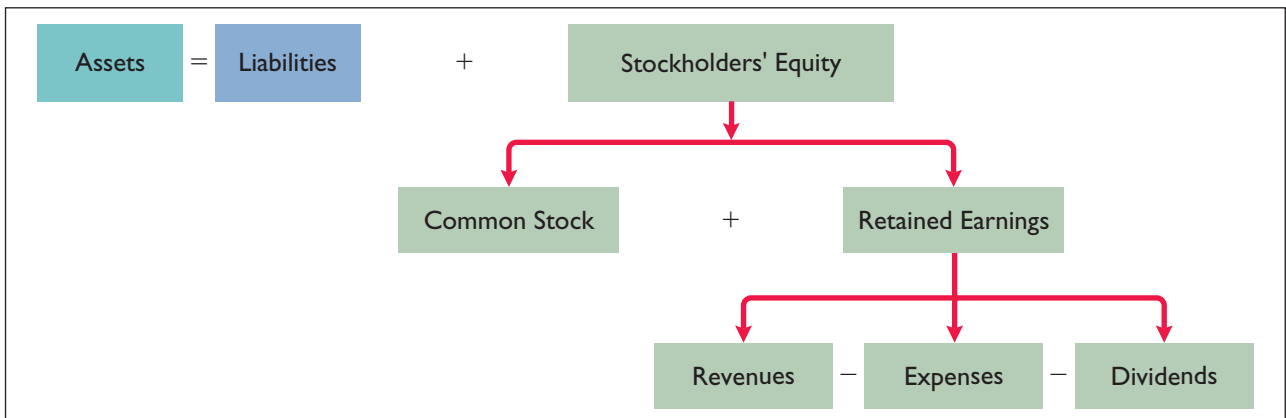 Assets = Liabilities + Stockholders' Equity
Common Stock + Retained Earnings
Revenues − Expenses − Dividends